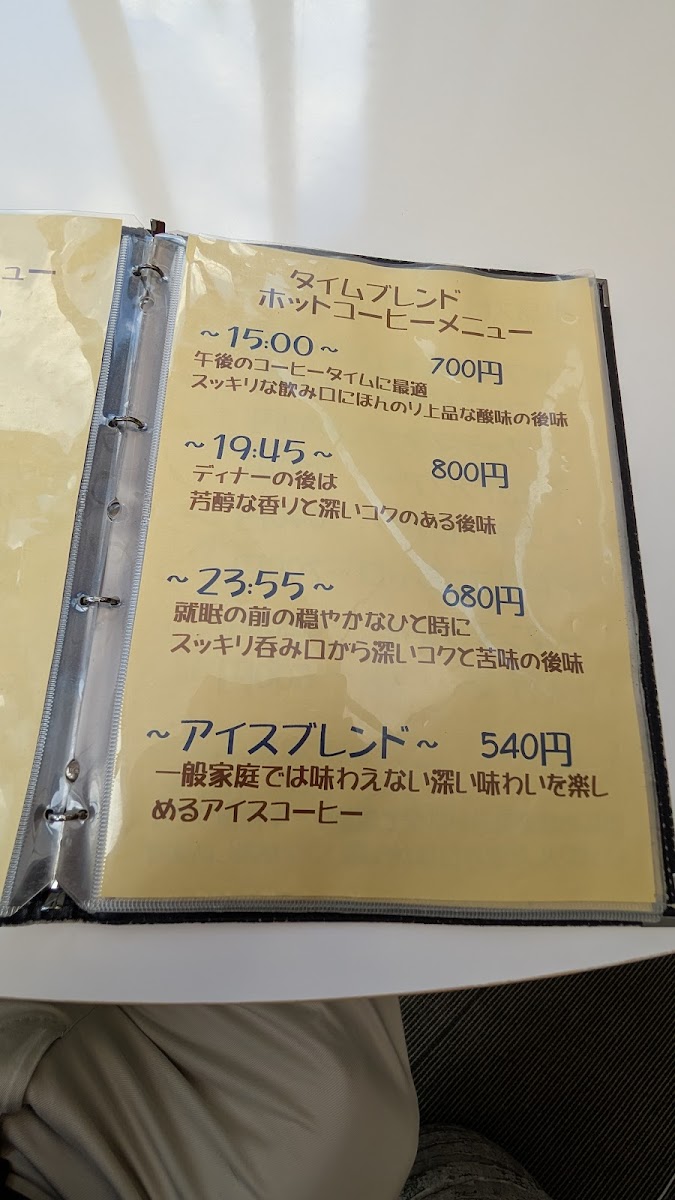 ュー
タイムブレンド
ホットコーヒーメニュー
～15:00～ 700円
午後のコーヒータイムに最適
スッキリな飲み口にほんのり上品な酸味の後味
～19:45～ 800円
ディナーの後は
芳醇な香りと深いコクのある後味
～23:55～ 680円
就眠の前の穏やかなひと時に
スッキリ呑み口から深いコクと苦味の後味
～アイスブレンド～ 540円
一般家庭では味わえない深い味わいを楽し
めるアイスコーヒー